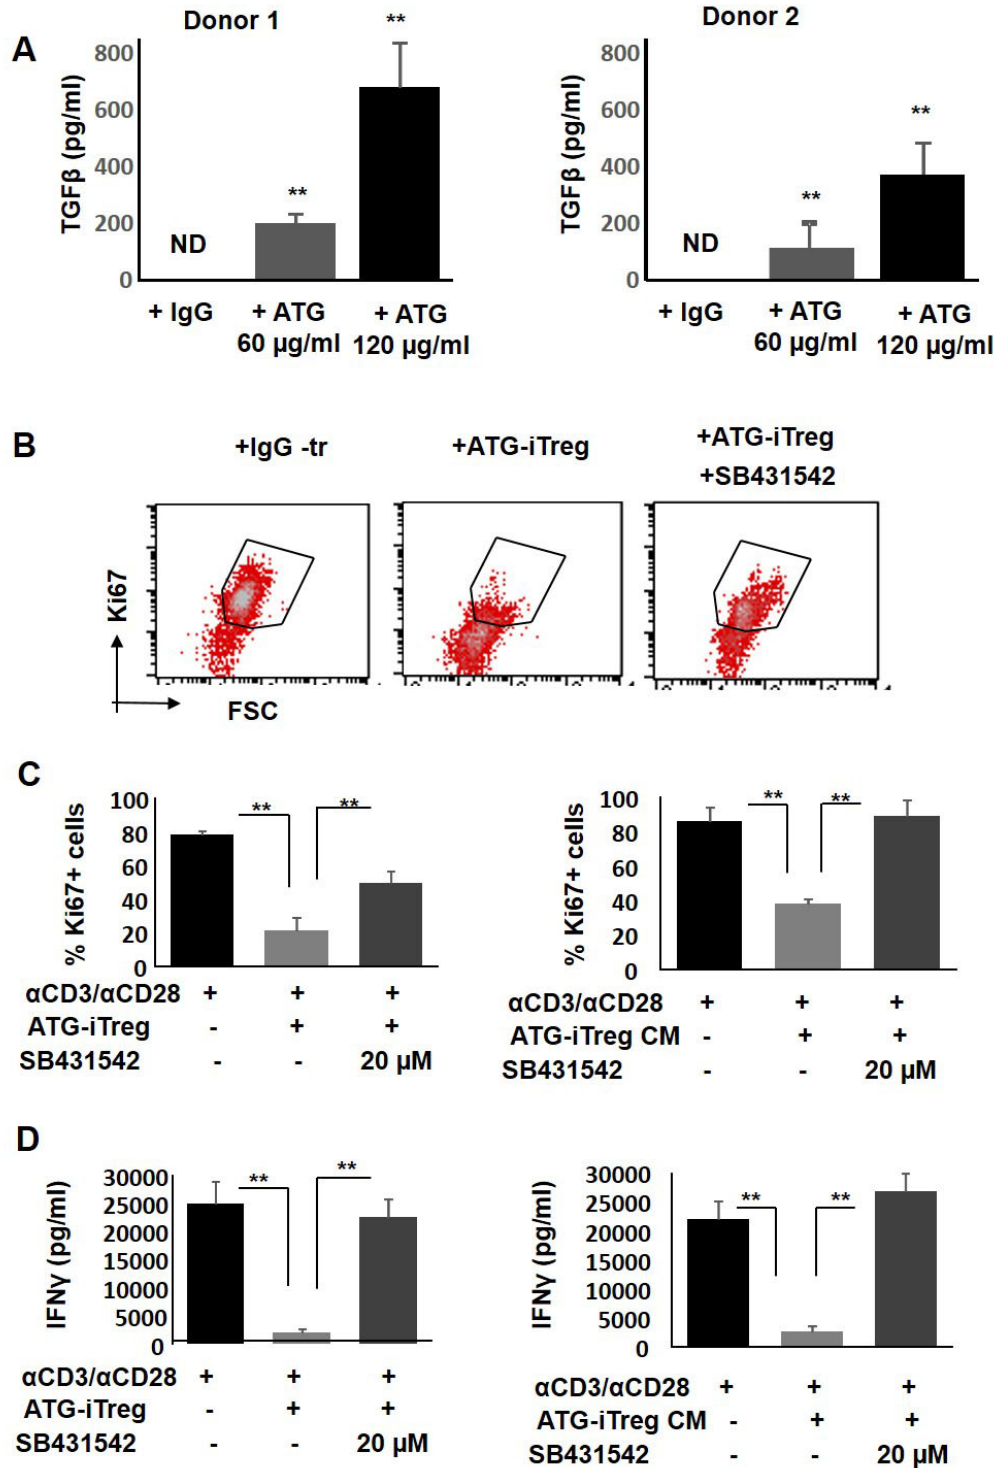 A
Donor 1
**
800
600
400
200
0
TGFβ (pg/ml)
ND
**
+ IgG
+ ATG
60 µg/ml
+ ATG
120 µg/ml
Donor 2
800
600
400
200
0
TGFβ (pg/ml)
ND
**
**
+ IgG
+ ATG
60 µg/ml
+ ATG
120 µg/ml
B
+IgG -tr
+ATG-iTreg
+ATG-iTreg
+SB431542
Ki67
FSC
C
100
80
60
40
20
0
% Ki67+ cells
**
**
αCD3/αCD28 + + +
ATG-iTreg - + +
SB431542 - - 20 µM
100
80
60
40
20
0
% Ki67+ cells
**
**
αCD3/αCD28 + + +
ATG-iTreg CM - + +
SB431542 - - 20 µM
D
30000
25000
20000
15000
10000
5000
0
IFNγ (pg/ml)
**
**
αCD3/αCD28 + + +
ATG-iTreg - + +
SB431542 - - 20 µM
30000
25000
20000
15000
10000
5000
0
IFNγ (pg/ml)
**
**
αCD3/αCD28 + + +
ATG-iTreg CM - + +
SB431542 - - 20 µM